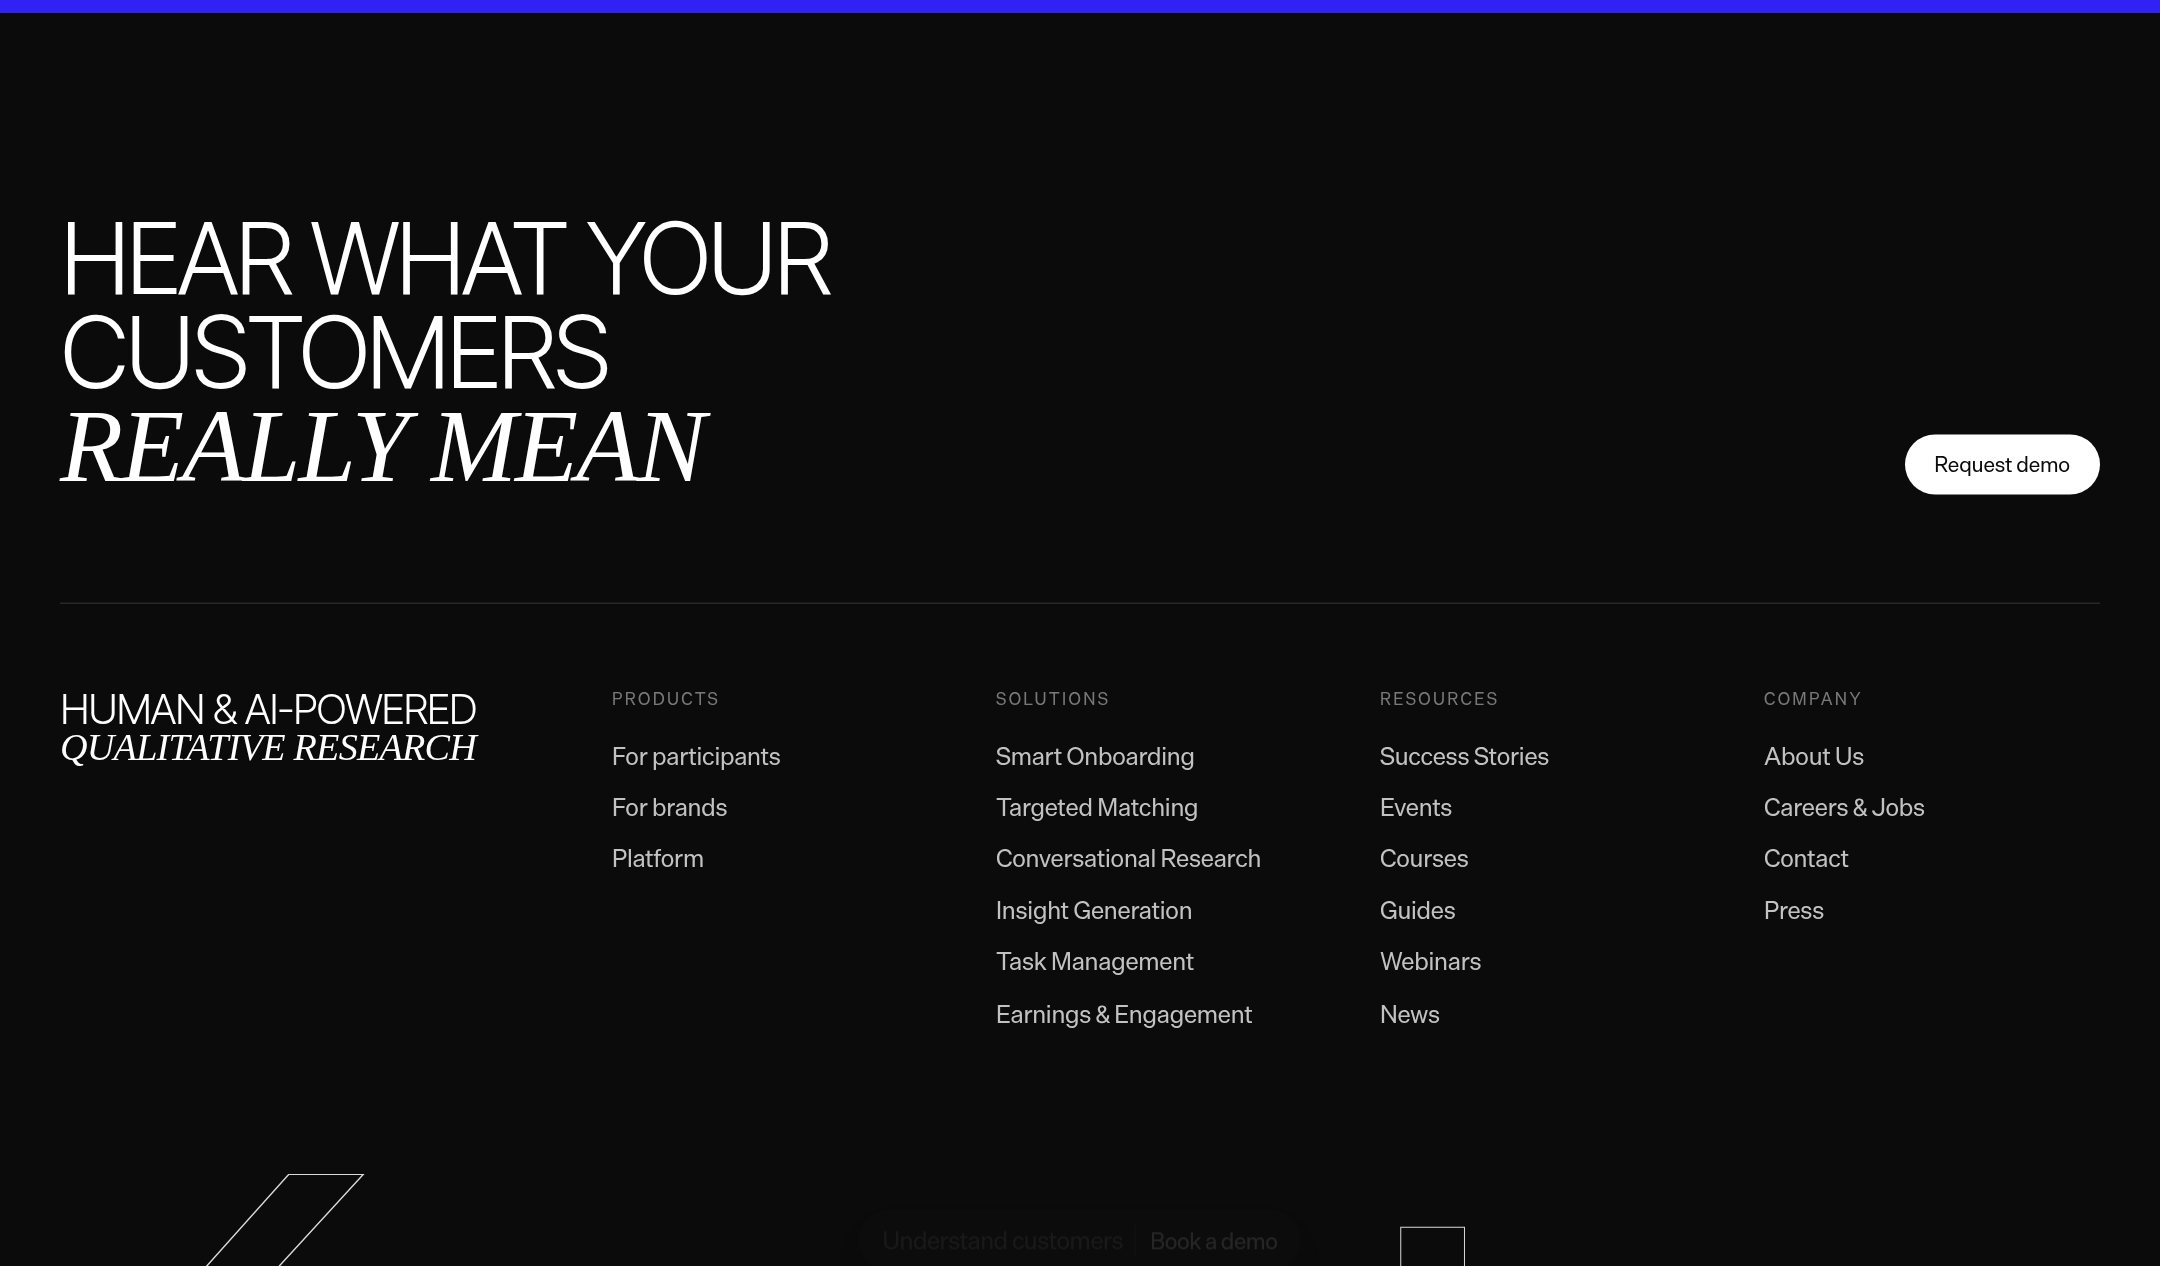 HEAR WHAT YOUR
CUSTOMERS
REALLY MEAN
Request demo
HUMAN & AI-POWERED
QUALITATIVE RESEARCH
PRODUCTS
For participants
For brands
Platform
SOLUTIONS
Smart Onboarding
Targeted Matching
Conversational Research
Insight Generation
Task Management
Earnings & Engagement
RESOURCES
Success Stories
Events
Courses
Guides
Webinars
News
COMPANY
About Us
Careers & Jobs
Contact
Press
Understand customers
Book a demo